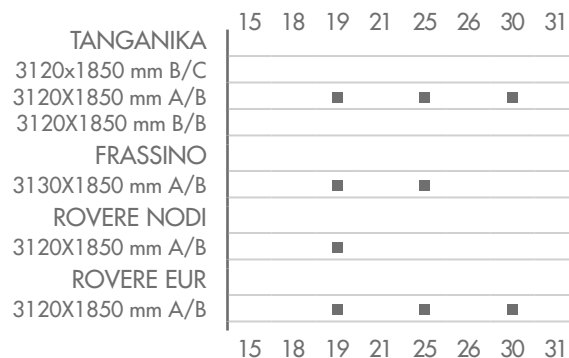 15 18 19 21 25 26 30 31
TANGANIKA
3120x1850 mm B/C
3120X1850 mm A/B
3120X1850 mm B/B
FRASSINO
3130X1850 mm A/B
ROVERE NODI
3120X1850 mm A/B
ROVERE EUR
3120X1850 mm A/B
15 18 19 21 25 26 30 31